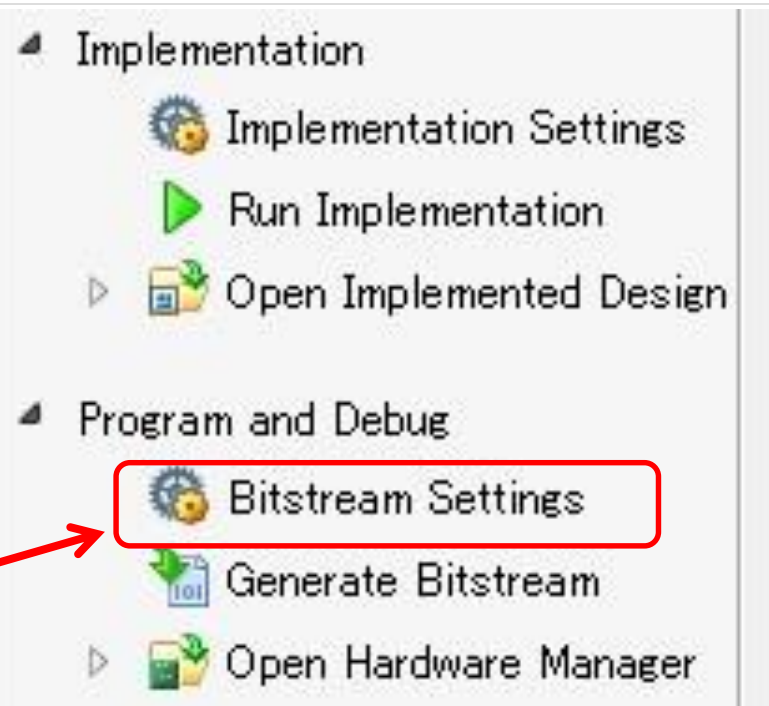 Implementation
Implementation Settings
Run Implementation
Open Implemented Design
Program and Debug
Bitstream Settings
Generate Bitstream
Open Hardware Manager